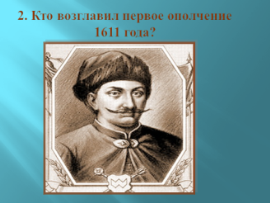 2. Кто возглавил первое ополчение
1611 года?